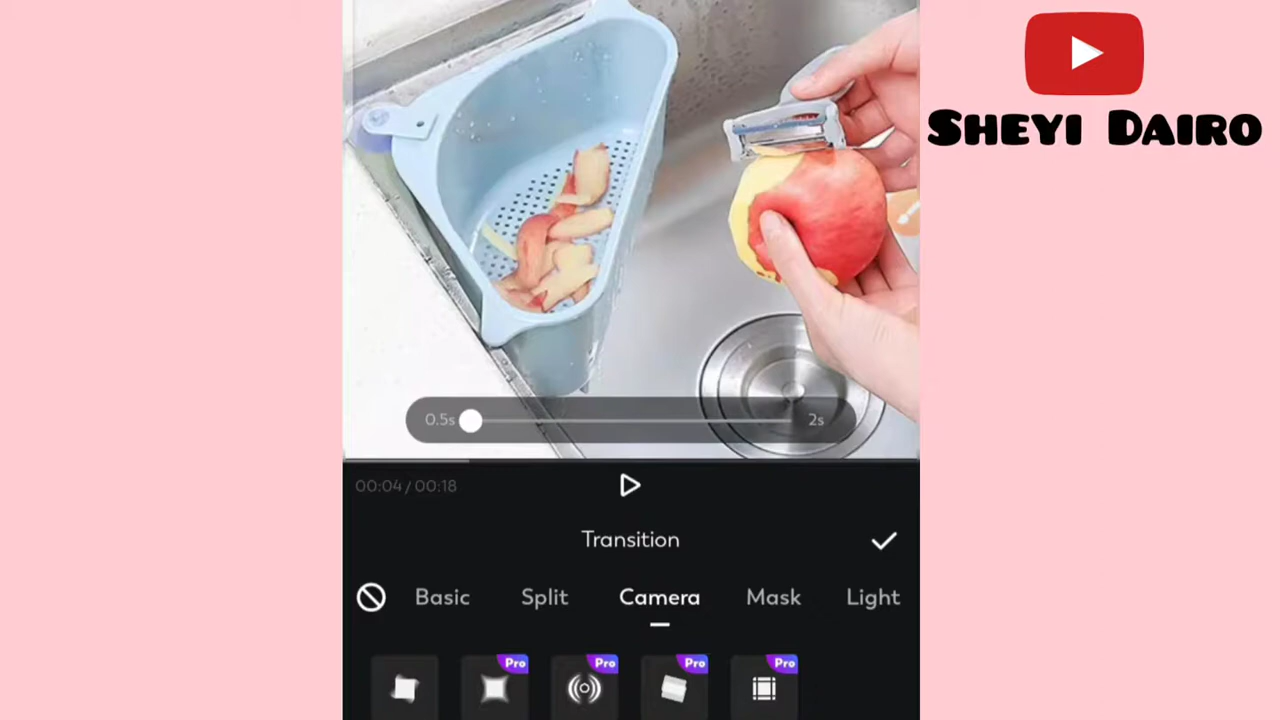 SHEYI DAIRO
0.5s 2s
00:04 / 00:18
Transition
Basic Split Camera Mask Light
Pro Pro Pro Pro